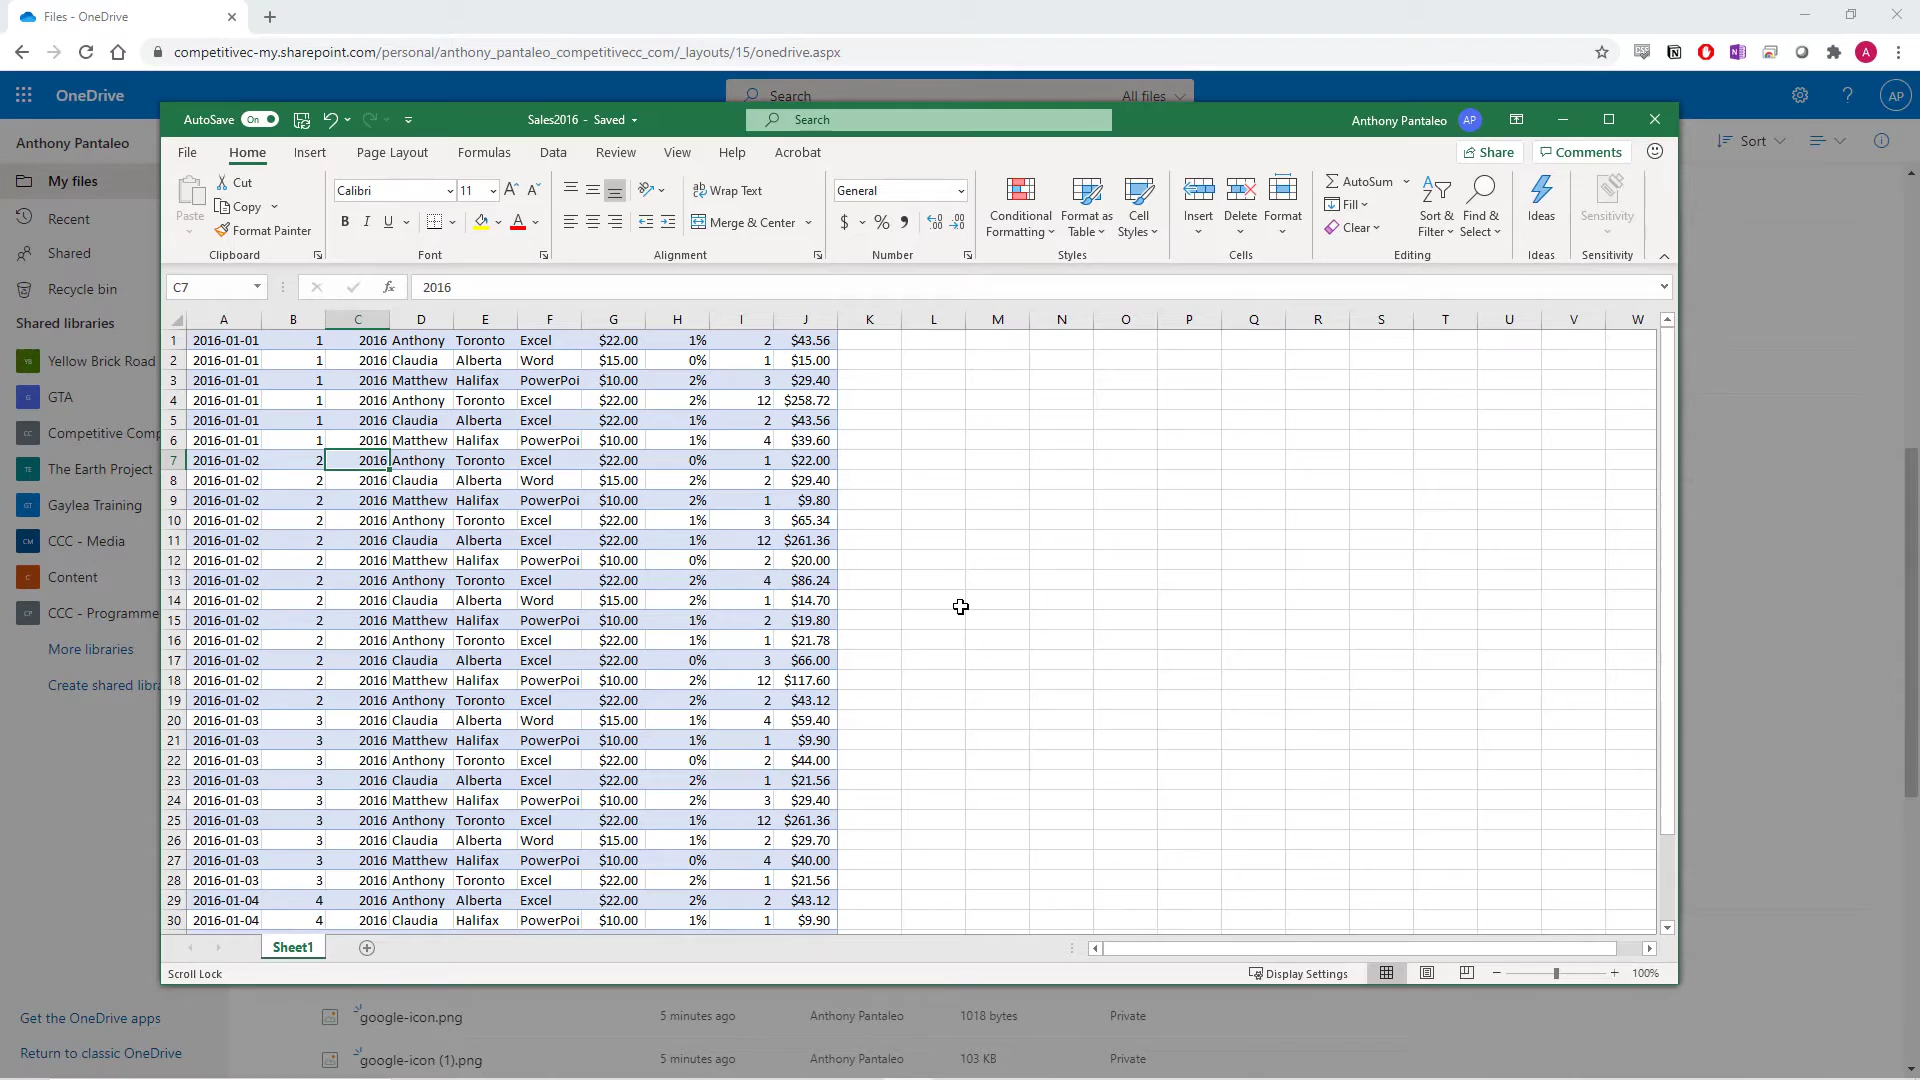 Files - OneDrive
competitivec-my.sharepoint.com/personal/anthony_pantaleo_competitivecc_com/_layouts/15/onedrive.aspx
A
OneDrive
Search
All files
?
AP
Anthony Pantaleo
Sort
My files
Recent
Shared
Recycle bin
Shared libraries
YB Yellow Brick Road
G GTA
CC Competitive Comp
TE The Earth Project
GT Gaylea Training
CM CCC - Media
C Content
CP CCC - Programme
More libraries
Create shared libra
Get the OneDrive apps
Return to classic OneDrive
AutoSave On
Sales2016 - Saved
Search
Anthony Pantaleo AP
File Home Insert Page Layout Formulas Data Review View Help Acrobat
Share Comments
Paste
Cut
Copy
Format Painter
Clipboard
Calibri 11
B I U
Font
Wrap Text
Merge & Center
Alignment
General
$ % ,
Number
Conditional Formatting
Format as Table
Cell Styles
Styles
Insert Delete Format
Cells
AutoSum
Fill
Clear
Sort & Filter
Find & Select
Editing
Ideas
Ideas
Sensitivity
Sensitivity
C7 fx 2016
A B C D E F G H I J K L M N O P Q R S T U V W
1 2016-01-01 1 2016 Anthony Toronto Excel $22.00 1% 2 $43.56
2 2016-01-01 1 2016 Claudia Alberta Word $15.00 0% 1 $15.00
3 2016-01-01 1 2016 Matthew Halifax PowerPoi $10.00 2% 3 $29.40
4 2016-01-01 1 2016 Anthony Toronto Excel $22.00 2% 12 $258.72
5 2016-01-01 1 2016 Claudia Alberta Excel $22.00 1% 2 $43.56
6 2016-01-01 1 2016 Matthew Halifax PowerPoi $10.00 1% 4 $39.60
7 2016-01-02 2 2016 Anthony Toronto Excel $22.00 0% 1 $22.00
8 2016-01-02 2 2016 Claudia Alberta Word $15.00 2% 2 $29.40
9 2016-01-02 2 2016 Matthew Halifax PowerPoi $10.00 2% 1 $9.80
10 2016-01-02 2 2016 Anthony Toronto Excel $22.00 1% 3 $65.34
11 2016-01-02 2 2016 Claudia Alberta Excel $22.00 1% 12 $261.36
12 2016-01-02 2 2016 Matthew Halifax PowerPoi $10.00 0% 2 $20.00
13 2016-01-02 2 2016 Anthony Toronto Excel $22.00 2% 4 $86.24
14 2016-01-02 2 2016 Claudia Alberta Word $15.00 2% 1 $14.70
15 2016-01-02 2 2016 Matthew Halifax PowerPoi $10.00 1% 2 $19.80
16 2016-01-02 2 2016 Anthony Toronto Excel $22.00 1% 1 $21.78
17 2016-01-02 2 2016 Claudia Alberta Excel $22.00 0% 3 $66.00
18 2016-01-02 2 2016 Matthew Halifax PowerPoi $10.00 2% 12 $117.60
19 2016-01-02 2 2016 Anthony Toronto Excel $22.00 2% 2 $43.12
20 2016-01-03 3 2016 Claudia Alberta Word $15.00 1% 4 $59.40
21 2016-01-03 3 2016 Matthew Halifax PowerPoi $10.00 1% 1 $9.90
22 2016-01-03 3 2016 Anthony Toronto Excel $22.00 0% 2 $44.00
23 2016-01-03 3 2016 Claudia Alberta Excel $22.00 2% 1 $21.56
24 2016-01-03 3 2016 Matthew Halifax PowerPoi $10.00 2% 3 $29.40
25 2016-01-03 3 2016 Anthony Toronto Excel $22.00 1% 12 $261.36
26 2016-01-03 3 2016 Claudia Alberta Word $15.00 1% 2 $29.70
27 2016-01-03 3 2016 Matthew Halifax PowerPoi $10.00 0% 4 $40.00
28 2016-01-03 3 2016 Anthony Toronto Excel $22.00 2% 1 $21.56
29 2016-01-04 4 2016 Anthony Alberta Excel $22.00 2% 2 $43.12
30 2016-01-04 4 2016 Claudia Halifax PowerPoi $10.00 1% 1 $9.90
Sheet1
Scroll Lock
Display Settings
100%
google-icon.png 5 minutes ago Anthony Pantaleo 1018 bytes Private
google-icon (1).png 5 minutes ago Anthony Pantaleo 103 KB Private